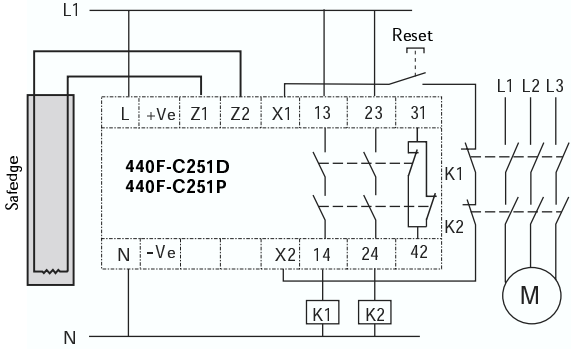 L1
Reset
L1 L2 L3
L +Ve Z1 Z2 X1 13 23 31
Safedge
440F-C251D
440F-C251P
K1
K2
N -Ve X2 14 24 42
K1 K2
M
N